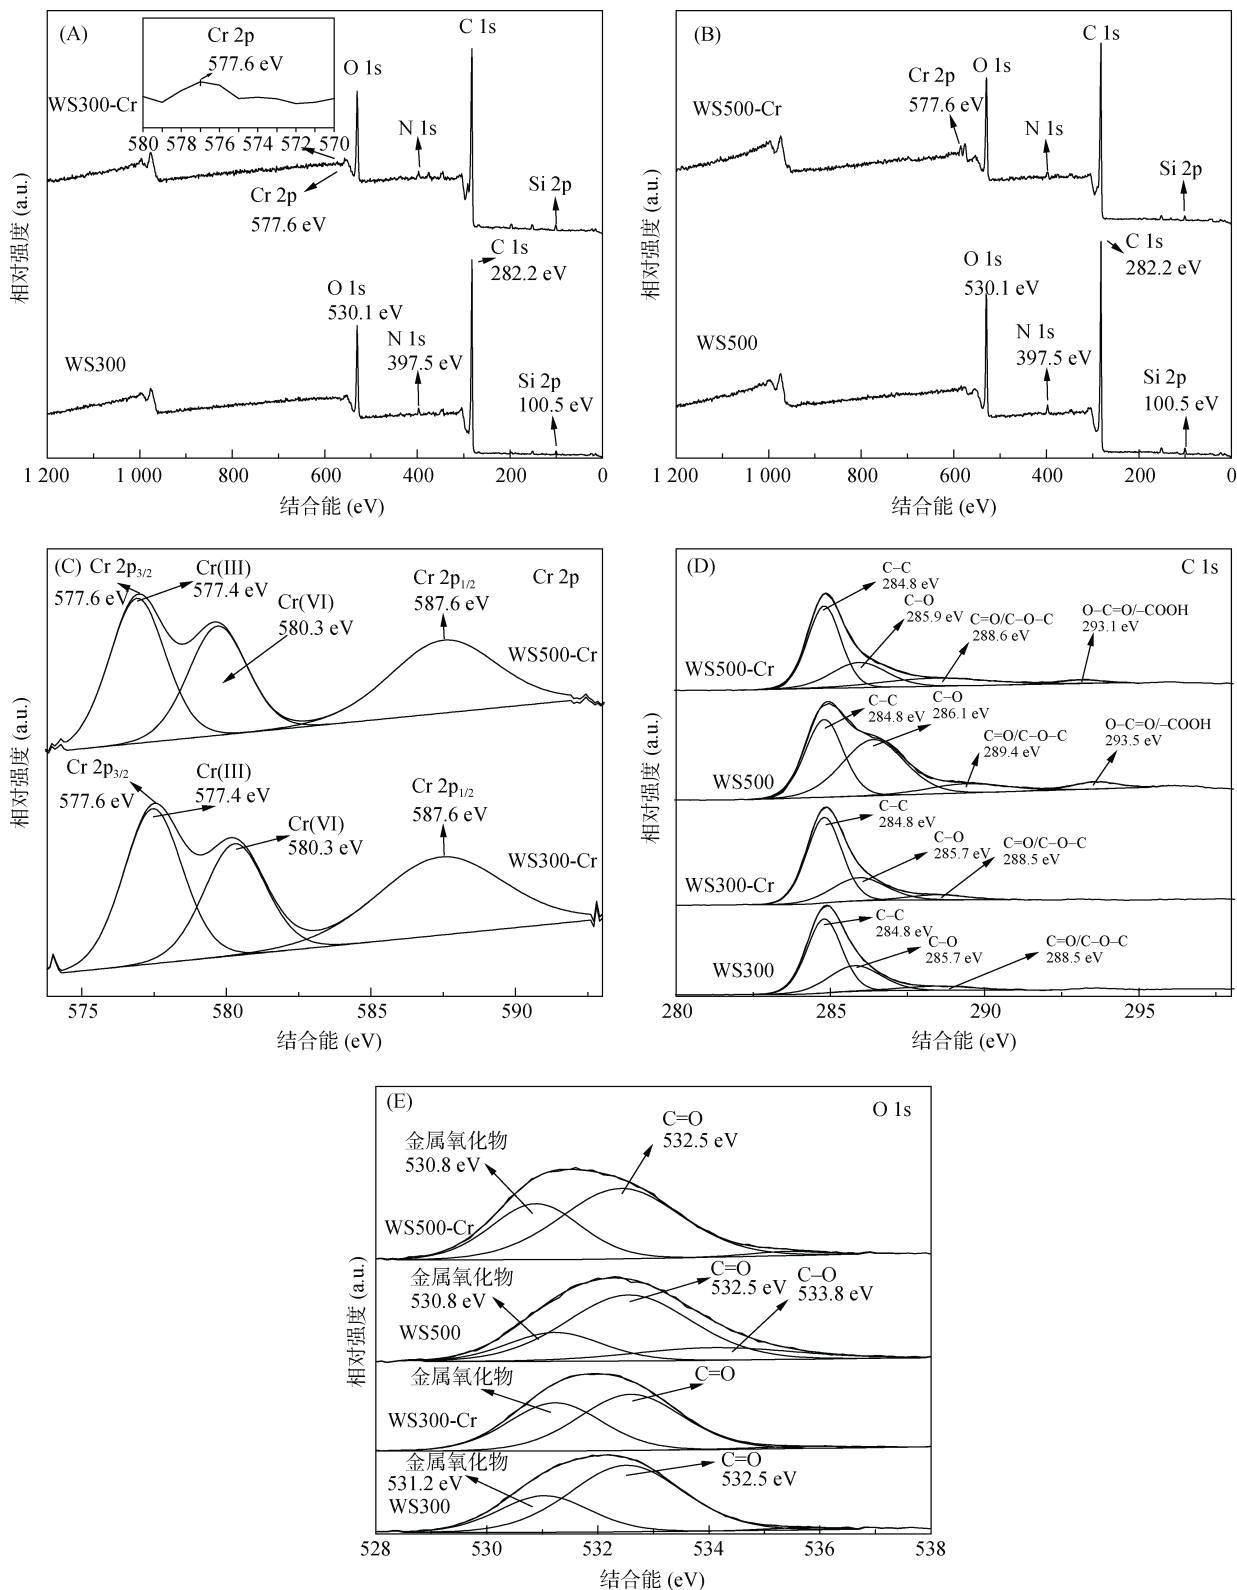 (A)
Cr 2p
577.6 eV
WS300-Cr
580 578 576 574 572 570
O 1s
N 1s
C 1s
Si 2p
Cr 2p
577.6 eV
C 1s
282.2 eV
O 1s
530.1 eV
N 1s
397.5 eV
WS300
Si 2p
100.5 eV
相对强度 (a.u.)
1 200 1 000 800 600 400 200 0
结合能 (eV)
(B)
C 1s
O 1s
Cr 2p
577.6 eV
WS500-Cr
N 1s
Si 2p
C 1s
282.2 eV
O 1s
530.1 eV
N 1s
397.5 eV
WS500
Si 2p
100.5 eV
相对强度 (a.u.)
1 200 1 000 800 600 400 200 0
结合能 (eV)
(C)
Cr 2p
Cr 2p3/2
577.6 eV
Cr(III)
577.4 eV
Cr(VI)
580.3 eV
Cr 2p1/2
587.6 eV
WS500-Cr
Cr 2p3/2
577.6 eV
Cr(III)
577.4 eV
Cr(VI)
580.3 eV
Cr 2p1/2
587.6 eV
WS300-Cr
相对强度 (a.u.)
575 580 585 590
结合能 (eV)
(D)
C 1s
C–C
284.8 eV
C–O
285.9 eV
C=O/C–O–C
288.6 eV
O–C=O/–COOH
293.1 eV
WS500-Cr
C–C
284.8 eV
C–O
286.1 eV
C=O/C–O–C
289.4 eV
O–C=O/–COOH
293.5 eV
WS500
C–C
284.8 eV
C–O
285.7 eV
C=O/C–O–C
288.5 eV
WS300-Cr
C–C
284.8 eV
C–O
285.7 eV
C=O/C–O–C
288.5 eV
WS300
相对强度 (a.u.)
280 285 290 295
结合能 (eV)
(E)
O 1s
金属氧化物
530.8 eV
C=O
532.5 eV
WS500-Cr
金属氧化物
530.8 eV
C=O
532.5 eV
C–O
533.8 eV
WS500
金属氧化物
C=O
WS300-Cr
金属氧化物
531.2 eV
C=O
532.5 eV
WS300
相对强度 (a.u.)
528 530 532 534 536 538
结合能 (eV)